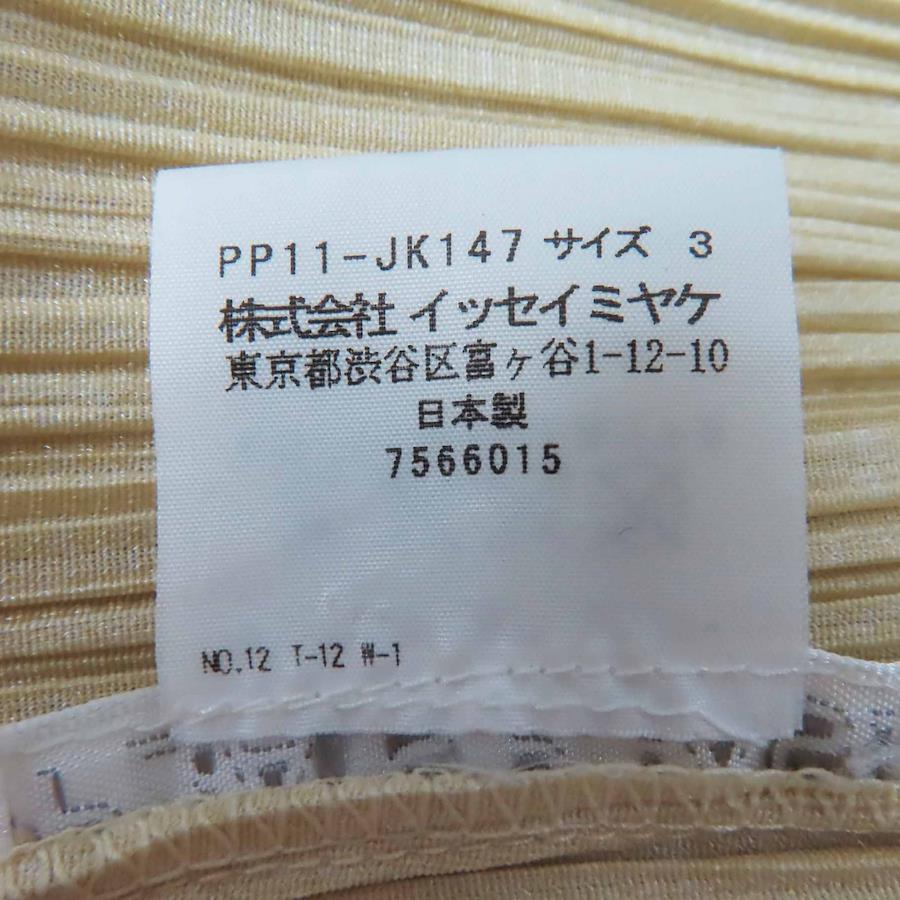 PP11-JK147 サイズ 3
株式会社 イッセイミヤケ
東京都渋谷区富ヶ谷1-12-10
日本製
7566015
NO.12 T-12 W-1